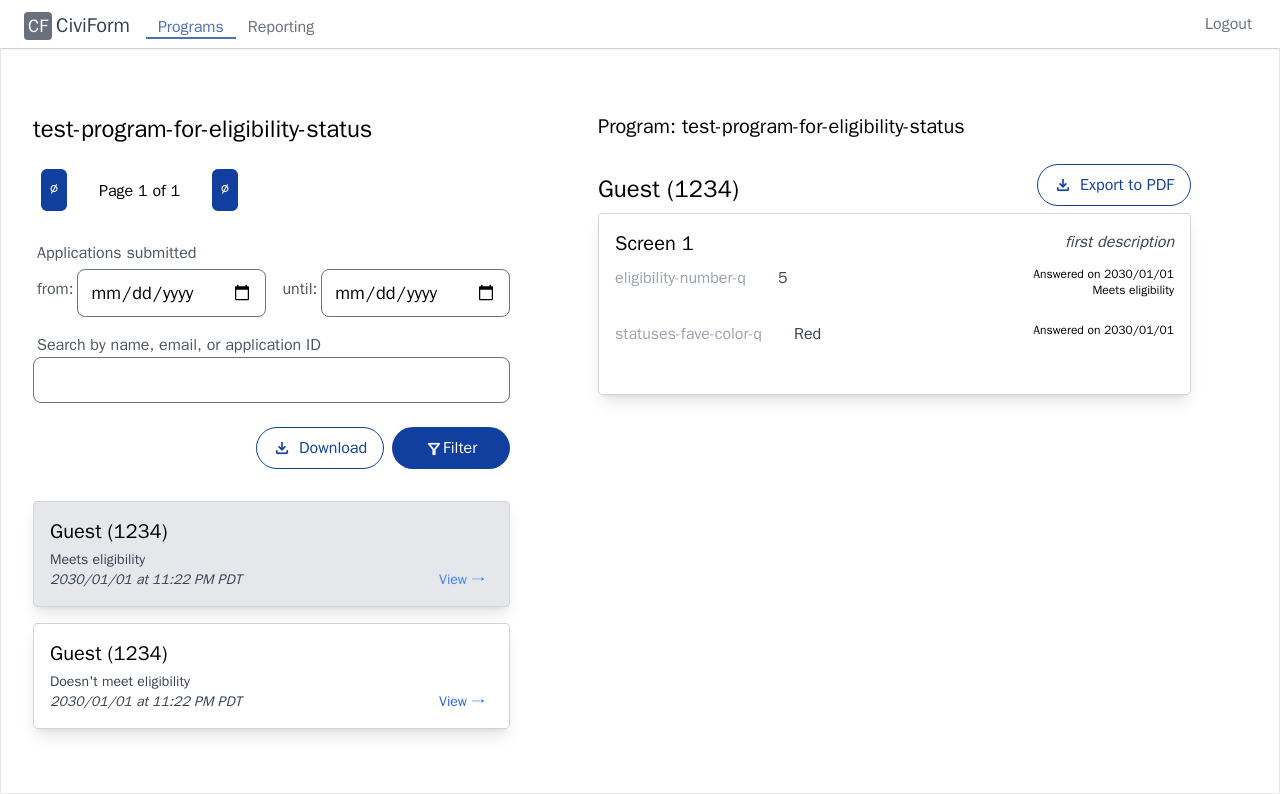 CF CiviForm Programs Reporting Logout
test-program-for-eligibility-status
∅ Page 1 of 1 ∅
Applications submitted
from: mm/dd/yyyy until: mm/dd/yyyy
Search by name, email, or application ID
Download Filter
Guest (1234)
Meets eligibility
2030/01/01 at 11:22 PM PDT View →
Guest (1234)
Doesn't meet eligibility
2030/01/01 at 11:22 PM PDT View →
Program: test-program-for-eligibility-status
Guest (1234) Export to PDF
Screen 1 first description
eligibility-number-q 5 Answered on 2030/01/01
Meets eligibility
statuses-fave-color-q Red Answered on 2030/01/01